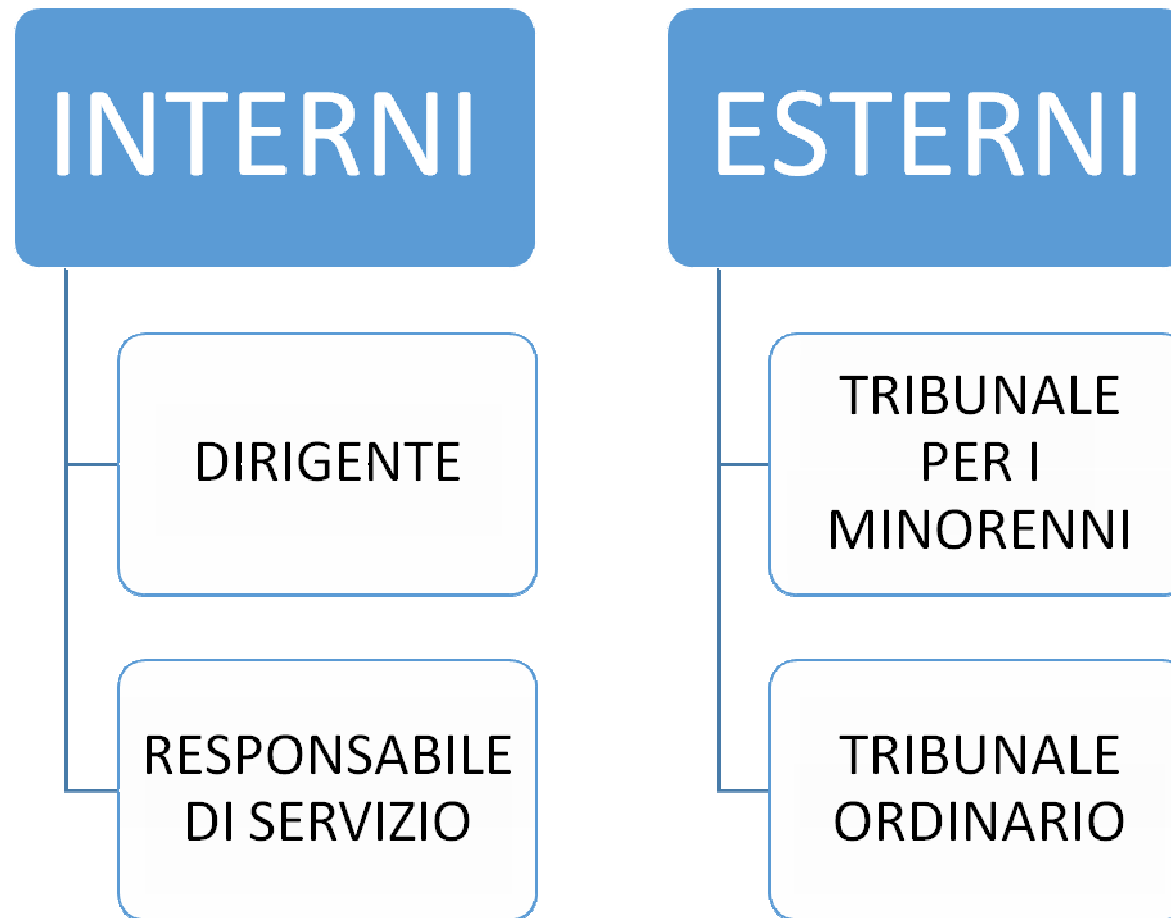 INTERNI
DIRIGENTE
RESPONSABILE
DI SERVIZIO
ESTERNI
TRIBUNALE
PER I
MINORENNI
TRIBUNALE
ORDINARIO